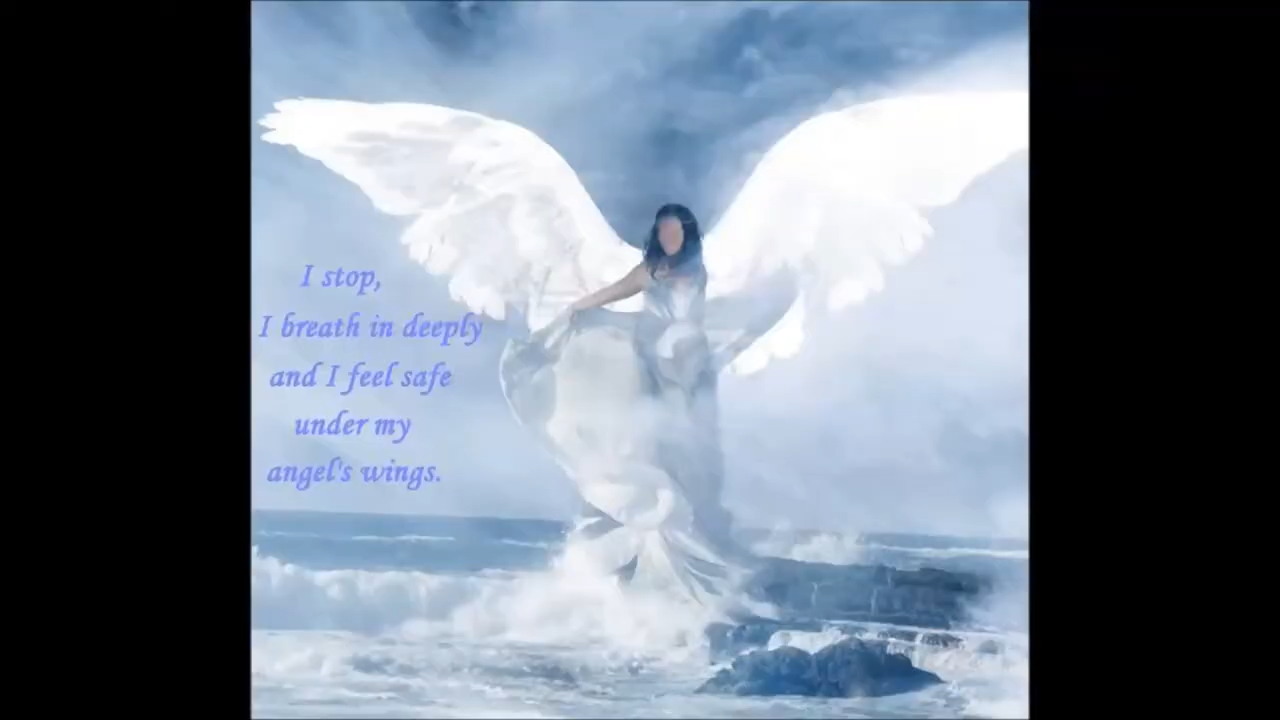 I stop,
I breath in deeply
and I feel safe
under my
angel's wings.